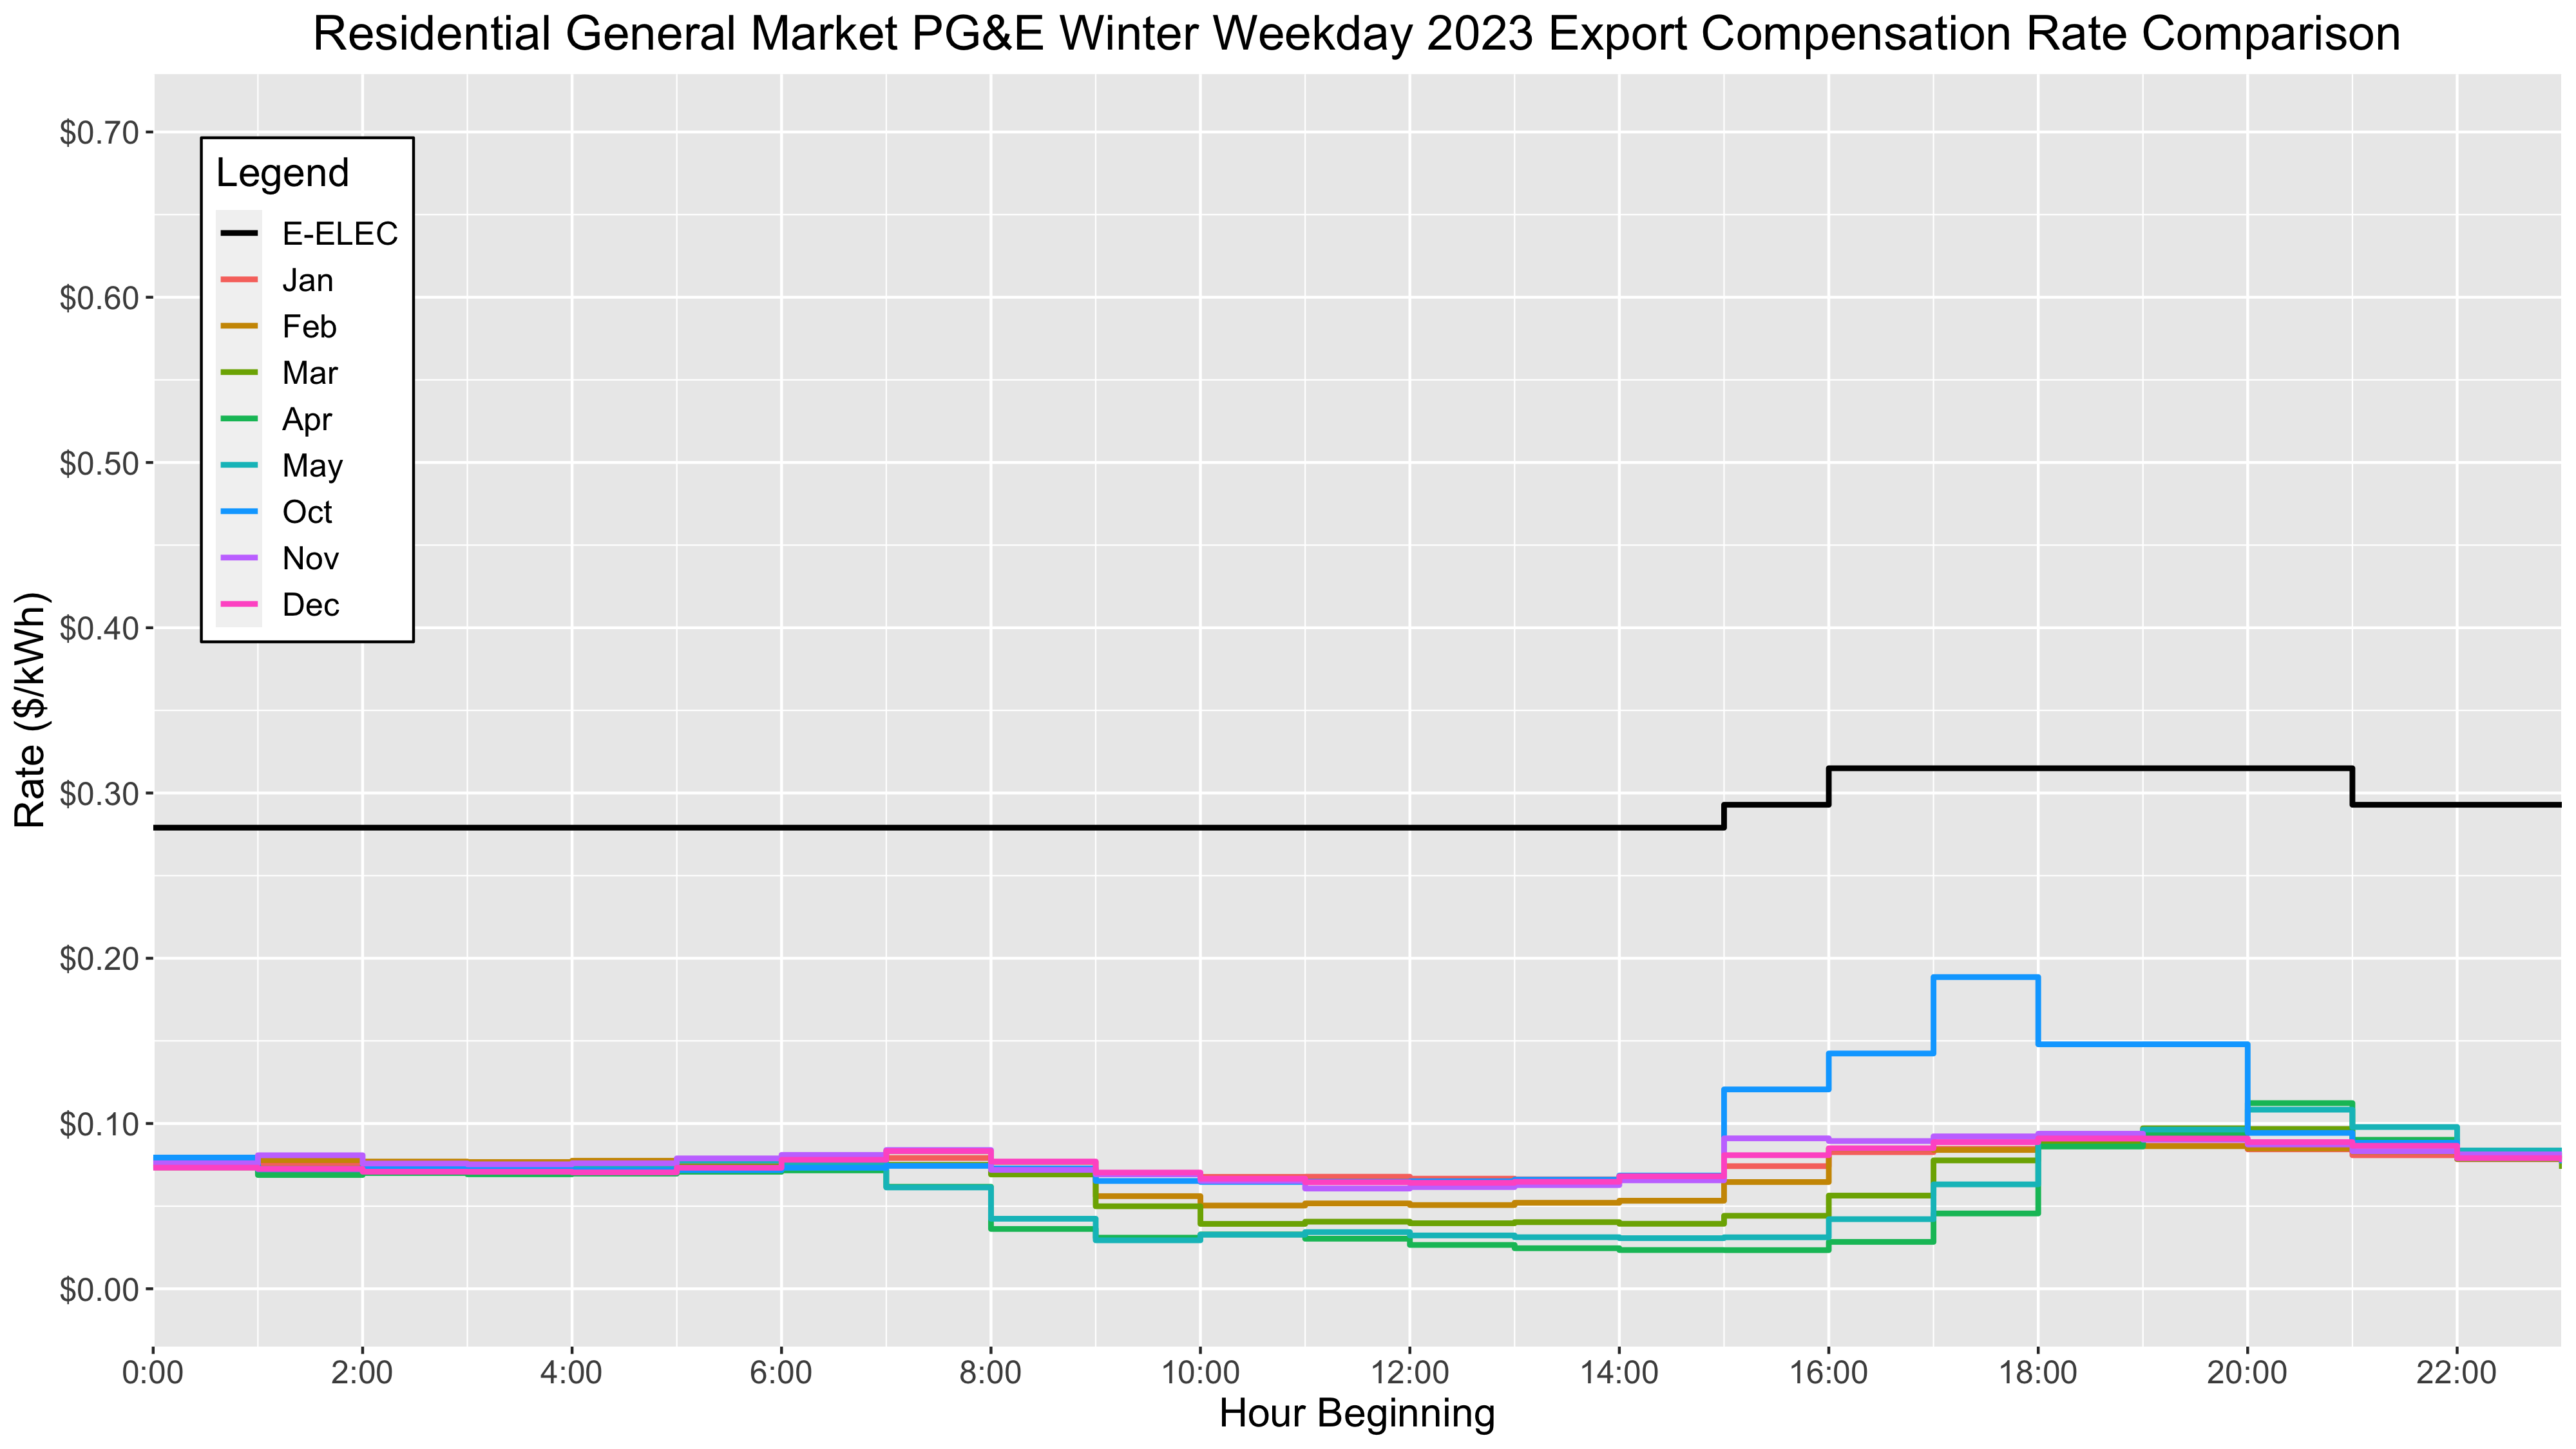 Residential General Market PG&E Winter Weekday 2023 Export Compensation Rate Comparison
Rate ($/kWh)
$0.70
$0.60
$0.50
$0.40
$0.30
$0.20
$0.10
$0.00
Legend
E-ELEC
Jan
Feb
Mar
Apr
May
Oct
Nov
Dec
0:00 2:00 4:00 6:00 8:00 10:00 12:00 14:00 16:00 18:00 20:00 22:00
Hour Beginning